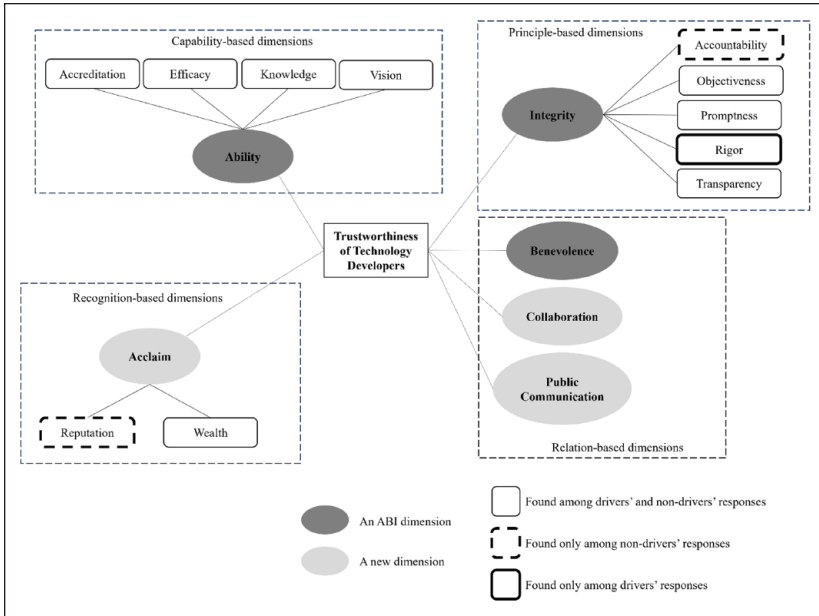 Capability-based dimensions
Accreditation
Efficacy
Knowledge
Vision
Ability
Principle-based dimensions
Accountability
Objectiveness
Promptness
Rigor
Transparency
Integrity
Trustworthiness
of Technology
Developers
Benevolence
Collaboration
Public
Communication
Relation-based dimensions
Recognition-based dimensions
Acclaim
Reputation
Wealth
An ABI dimension
A new dimension
Found among drivers’ and non-drivers’ responses
Found only among non-drivers’ responses
Found only among drivers’ responses